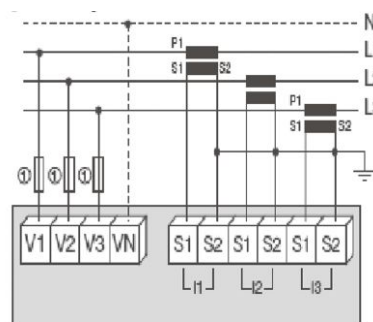 N
P1
L
S1 S2
L
P1
L
S1 S2
① ① ①
V1 V2 V3 VN S1 S2 S1 S2 S1 S2
I1 I2 I3